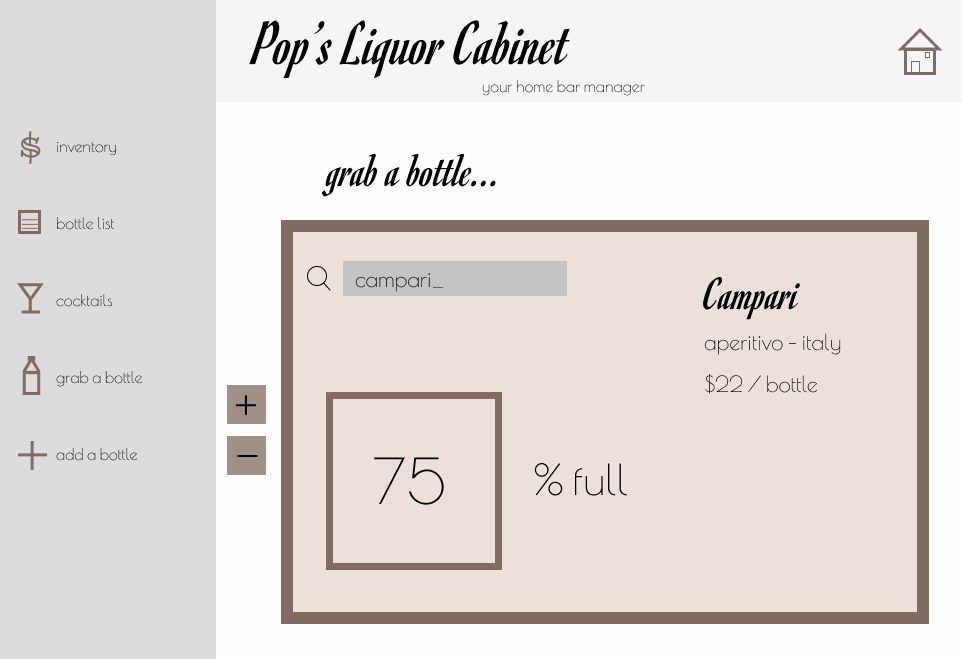 Pop's Liquor Cabinet
your home bar manager
$ inventory
bottle list
cocktails
grab a bottle
add a bottle
grab a bottle...
campari_
Campari
aperitivo - italy
$22 / bottle
+
−
75 % full